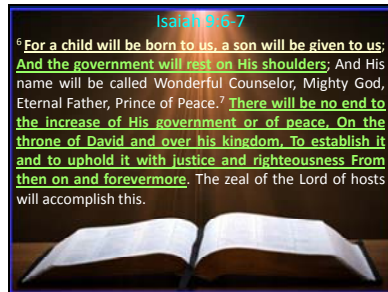 Isaiah 9:6-7
6 For a child will be born to us, a son will be given to us;
And the government will rest on His shoulders; And His
name will be called Wonderful Counselor, Mighty God,
Eternal Father, Prince of Peace.7 There will be no end to
the increase of His government or of peace, On the
throne of David and over his kingdom, To establish it
and to uphold it with justice and righteousness From
then on and forevermore. The zeal of the Lord of hosts
will accomplish this.